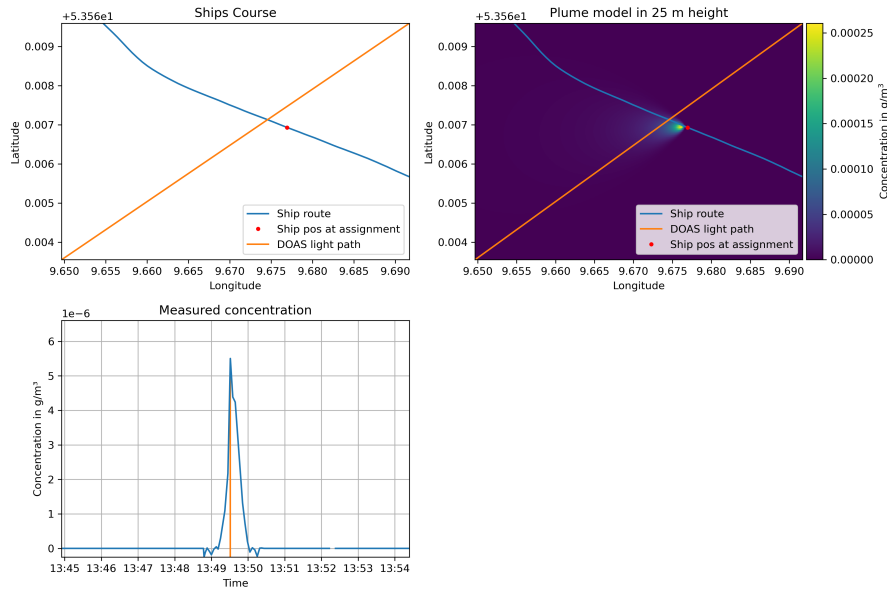 Ships Course
+5.356e1
0.009
0.008
0.007
0.006
0.005
0.004
Latitude
Ship route
Ship pos at assignment
DOAS light path
9.650 9.655 9.660 9.665 9.670 9.675 9.680 9.685 9.690
Longitude
Plume model in 25 m height
+5.356e1
0.009
0.008
0.007
0.006
0.005
0.004
Latitude
Ship route
DOAS light path
Ship pos at assignment
9.650 9.655 9.660 9.665 9.670 9.675 9.680 9.685 9.690
Longitude
0.00025
0.00020
0.00015
0.00010
0.00005
0.00000
Concentration in g/m³
Measured concentration
1e−6
6
5
4
3
2
1
0
Concentration in g/m³
13:45 13:46 13:47 13:48 13:49 13:50 13:51 13:52 13:53 13:54
Time